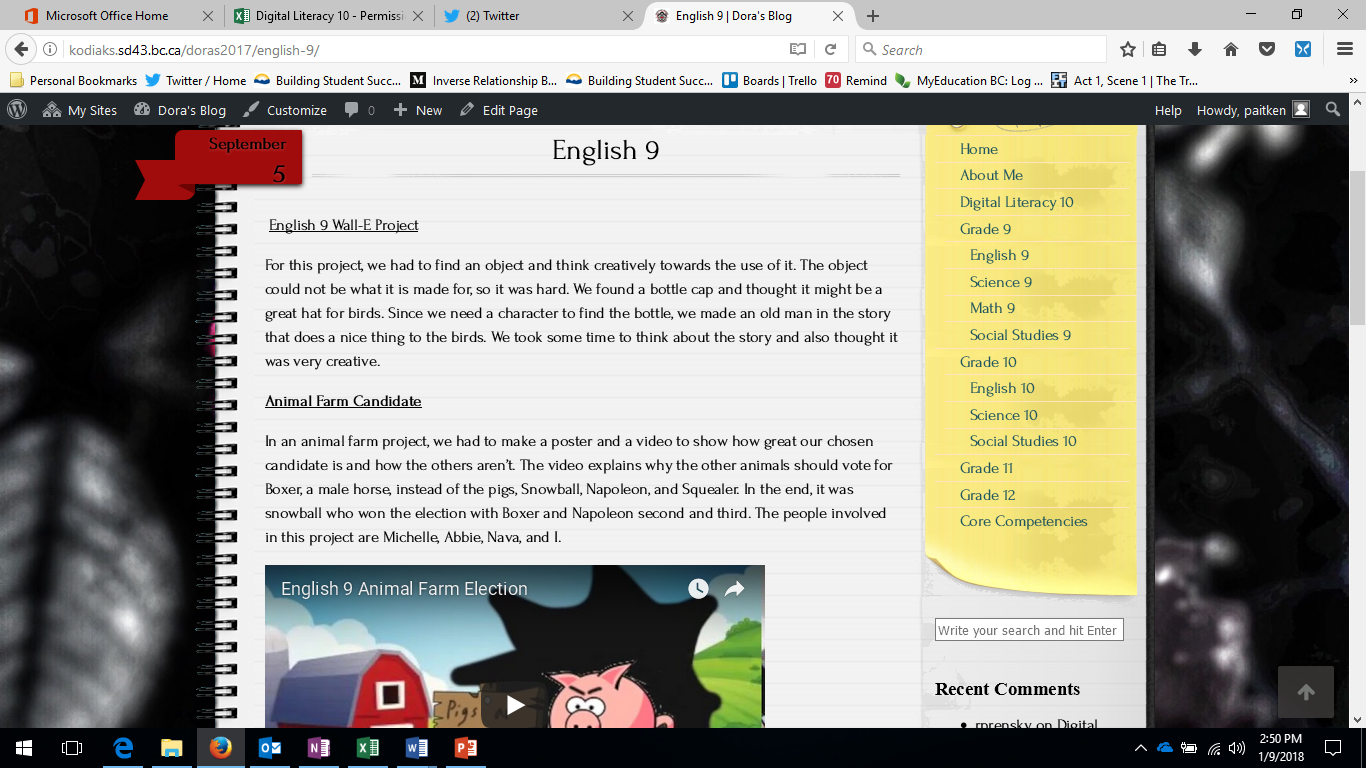 Microsoft Office Home
Digital Literacy 10 - Permissi
(2) Twitter
English 9 | Dora's Blog
kodiaks.sd43.bc.ca/doras2017/english-9/
Search
Personal Bookmarks
Twitter / Home
Building Student Succ...
Inverse Relationship B...
Building Student Succ...
Boards | Trello
70
Remind
MyEducation BC: Log ...
Act 1, Scene 1 | The Tr...
My Sites
Dora's Blog
Customize
0
New
Edit Page
Help
Howdy, paitken
September
5
English 9
English 9 Wall-E Project
For this project, we had to find an object and think creatively towards the use of it. The object
could not be what it is made for, so it was hard. We found a bottle cap and thought it might be a
great hat for birds. Since we need a character to find the bottle, we made an old man in the story
that does a nice thing to the birds. We took some time to think about the story and also thought it
was very creative.
Animal Farm Candidate
In an animal farm project, we had to make a poster and a video to show how great our chosen
candidate is and how the others aren't. The video explains why the other animals should vote for
Boxer, a male horse, instead of the pigs, Snowball, Napoleon, and Squealer. In the end, it was
snowball who won the election with Boxer and Napoleon second and third. The people involved
in this project are Michelle, Abbie, Nava, and I.
English 9 Animal Farm Election
Pigs
Home
About Me
Digital Literacy 10
Grade 9
English 9
Science 9
Math 9
Social Studies 9
Grade 10
English 10
Science 10
Social Studies 10
Grade 11
Grade 12
Core Competencies
Write your search and hit Enter
Recent Comments
rprensky on Digital
2:50 PM
1/9/2018